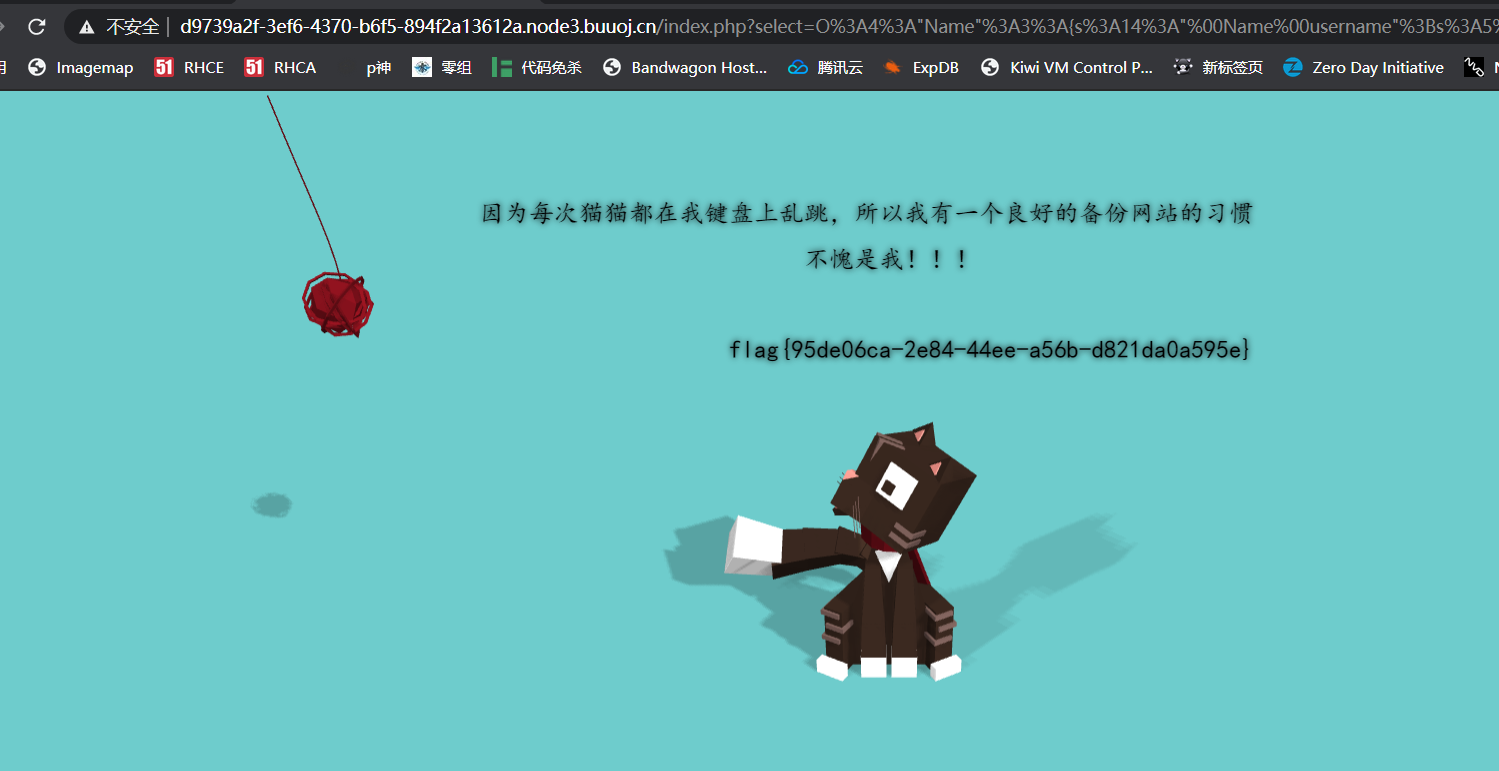 不安全 d9739a2f-3ef6-4370-b6f5-894f2a13612a.node3.buuoj.cn/index.php?select=O%3A4%3A"Name"%3A3%3A{s%3A14%3A"%00Name%00username"%3Bs%3A5%
Imagemap 51 RHCE 51 RHCA p神 零组 代码免杀 Bandwagon Host... 腾讯云 ExpDB Kiwi VM Control P... 新标签页 Zero Day Initiative
因为每次猫猫都在我键盘上乱跳，所以我有一个良好的备份网站的习惯
不愧是我！！！
flag{95de06ca-2e84-44ee-a56b-d821da0a595e}